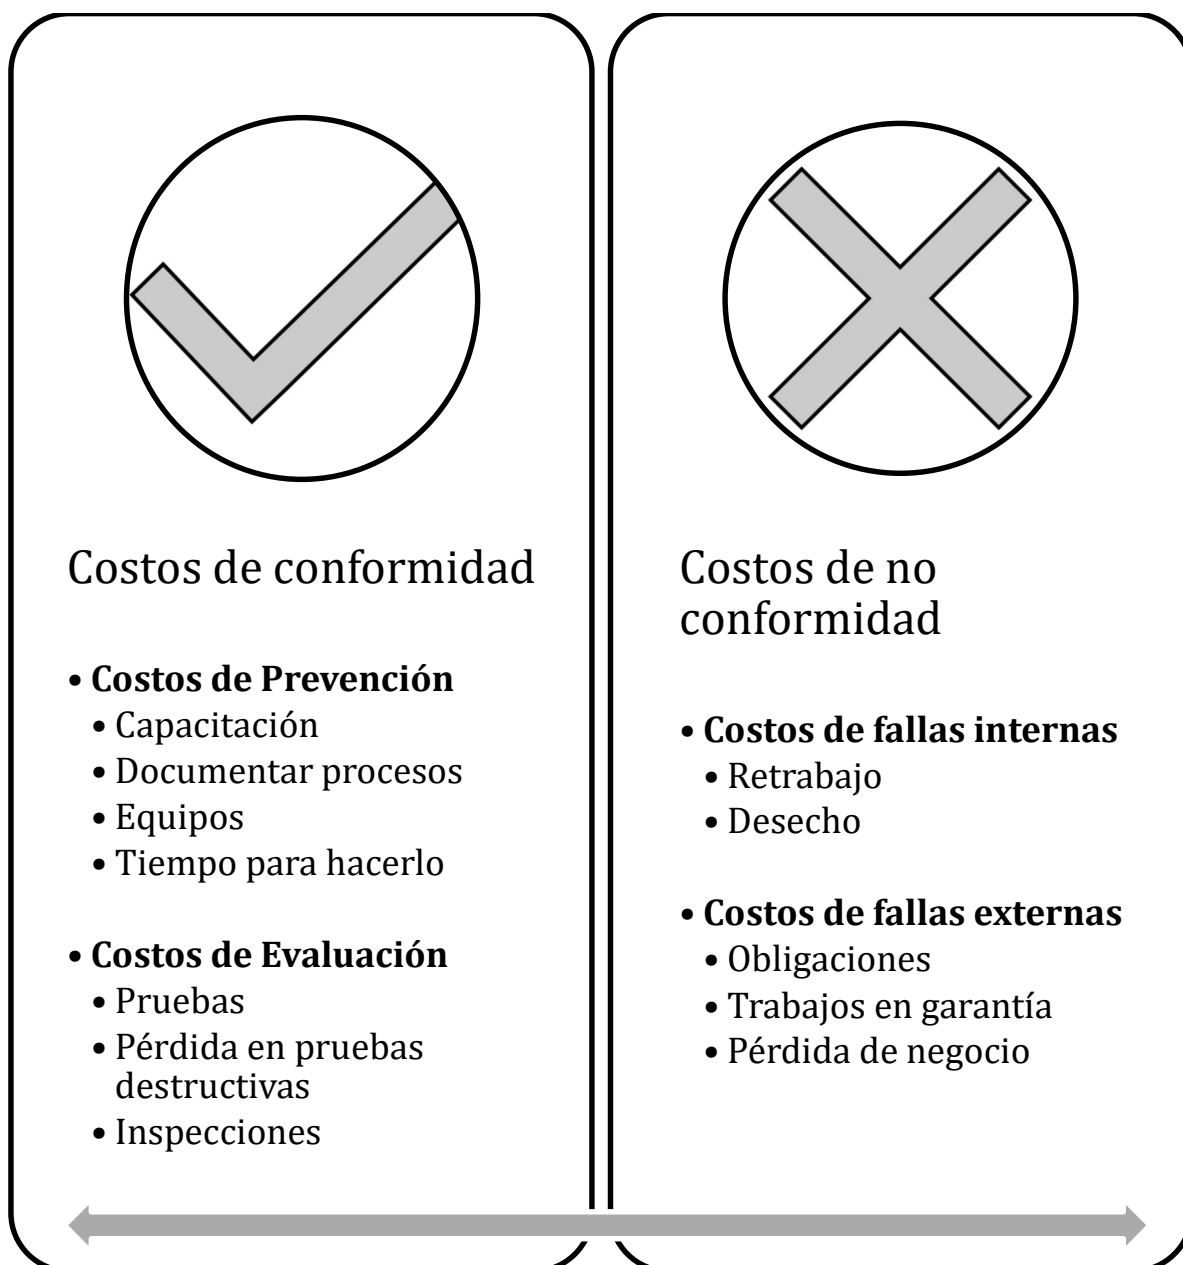 Costos de conformidad
• Costos de Prevención
• Capacitación
• Documentar procesos
• Equipos
• Tiempo para hacerlo
• Costos de Evaluación
• Pruebas
• Pérdida en pruebas
destructivas
• Inspecciones
Costos de no
conformidad
• Costos de fallas internas
• Retrabajo
• Desecho
• Costos de fallas externas
• Obligaciones
• Trabajos en garantía
• Pérdida de negocio